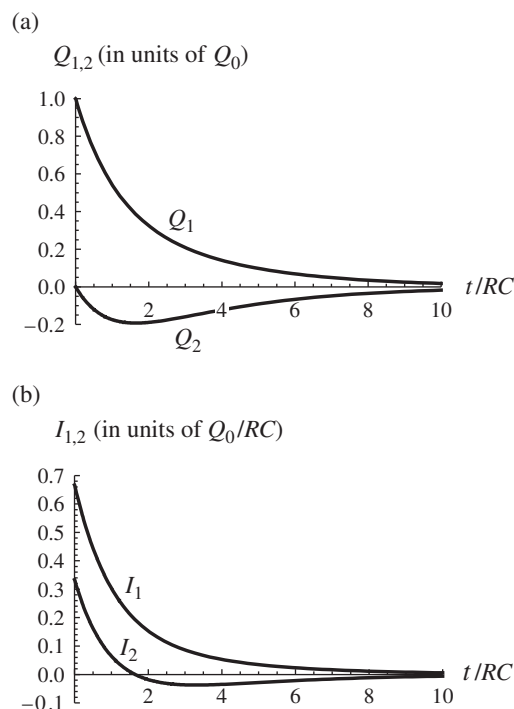 (a)
Q1,2 (in units of Q0)
1.0
0.8
0.6
0.4
0.2
0.0
−0.2
Q1
Q2
2 4 6 8 10
t/RC
(b)
I1,2 (in units of Q0/RC)
0.7
0.6
0.5
0.4
0.3
0.2
0.1
0.0
−0.1
I1
I2
2 4 6 8 10
t/RC